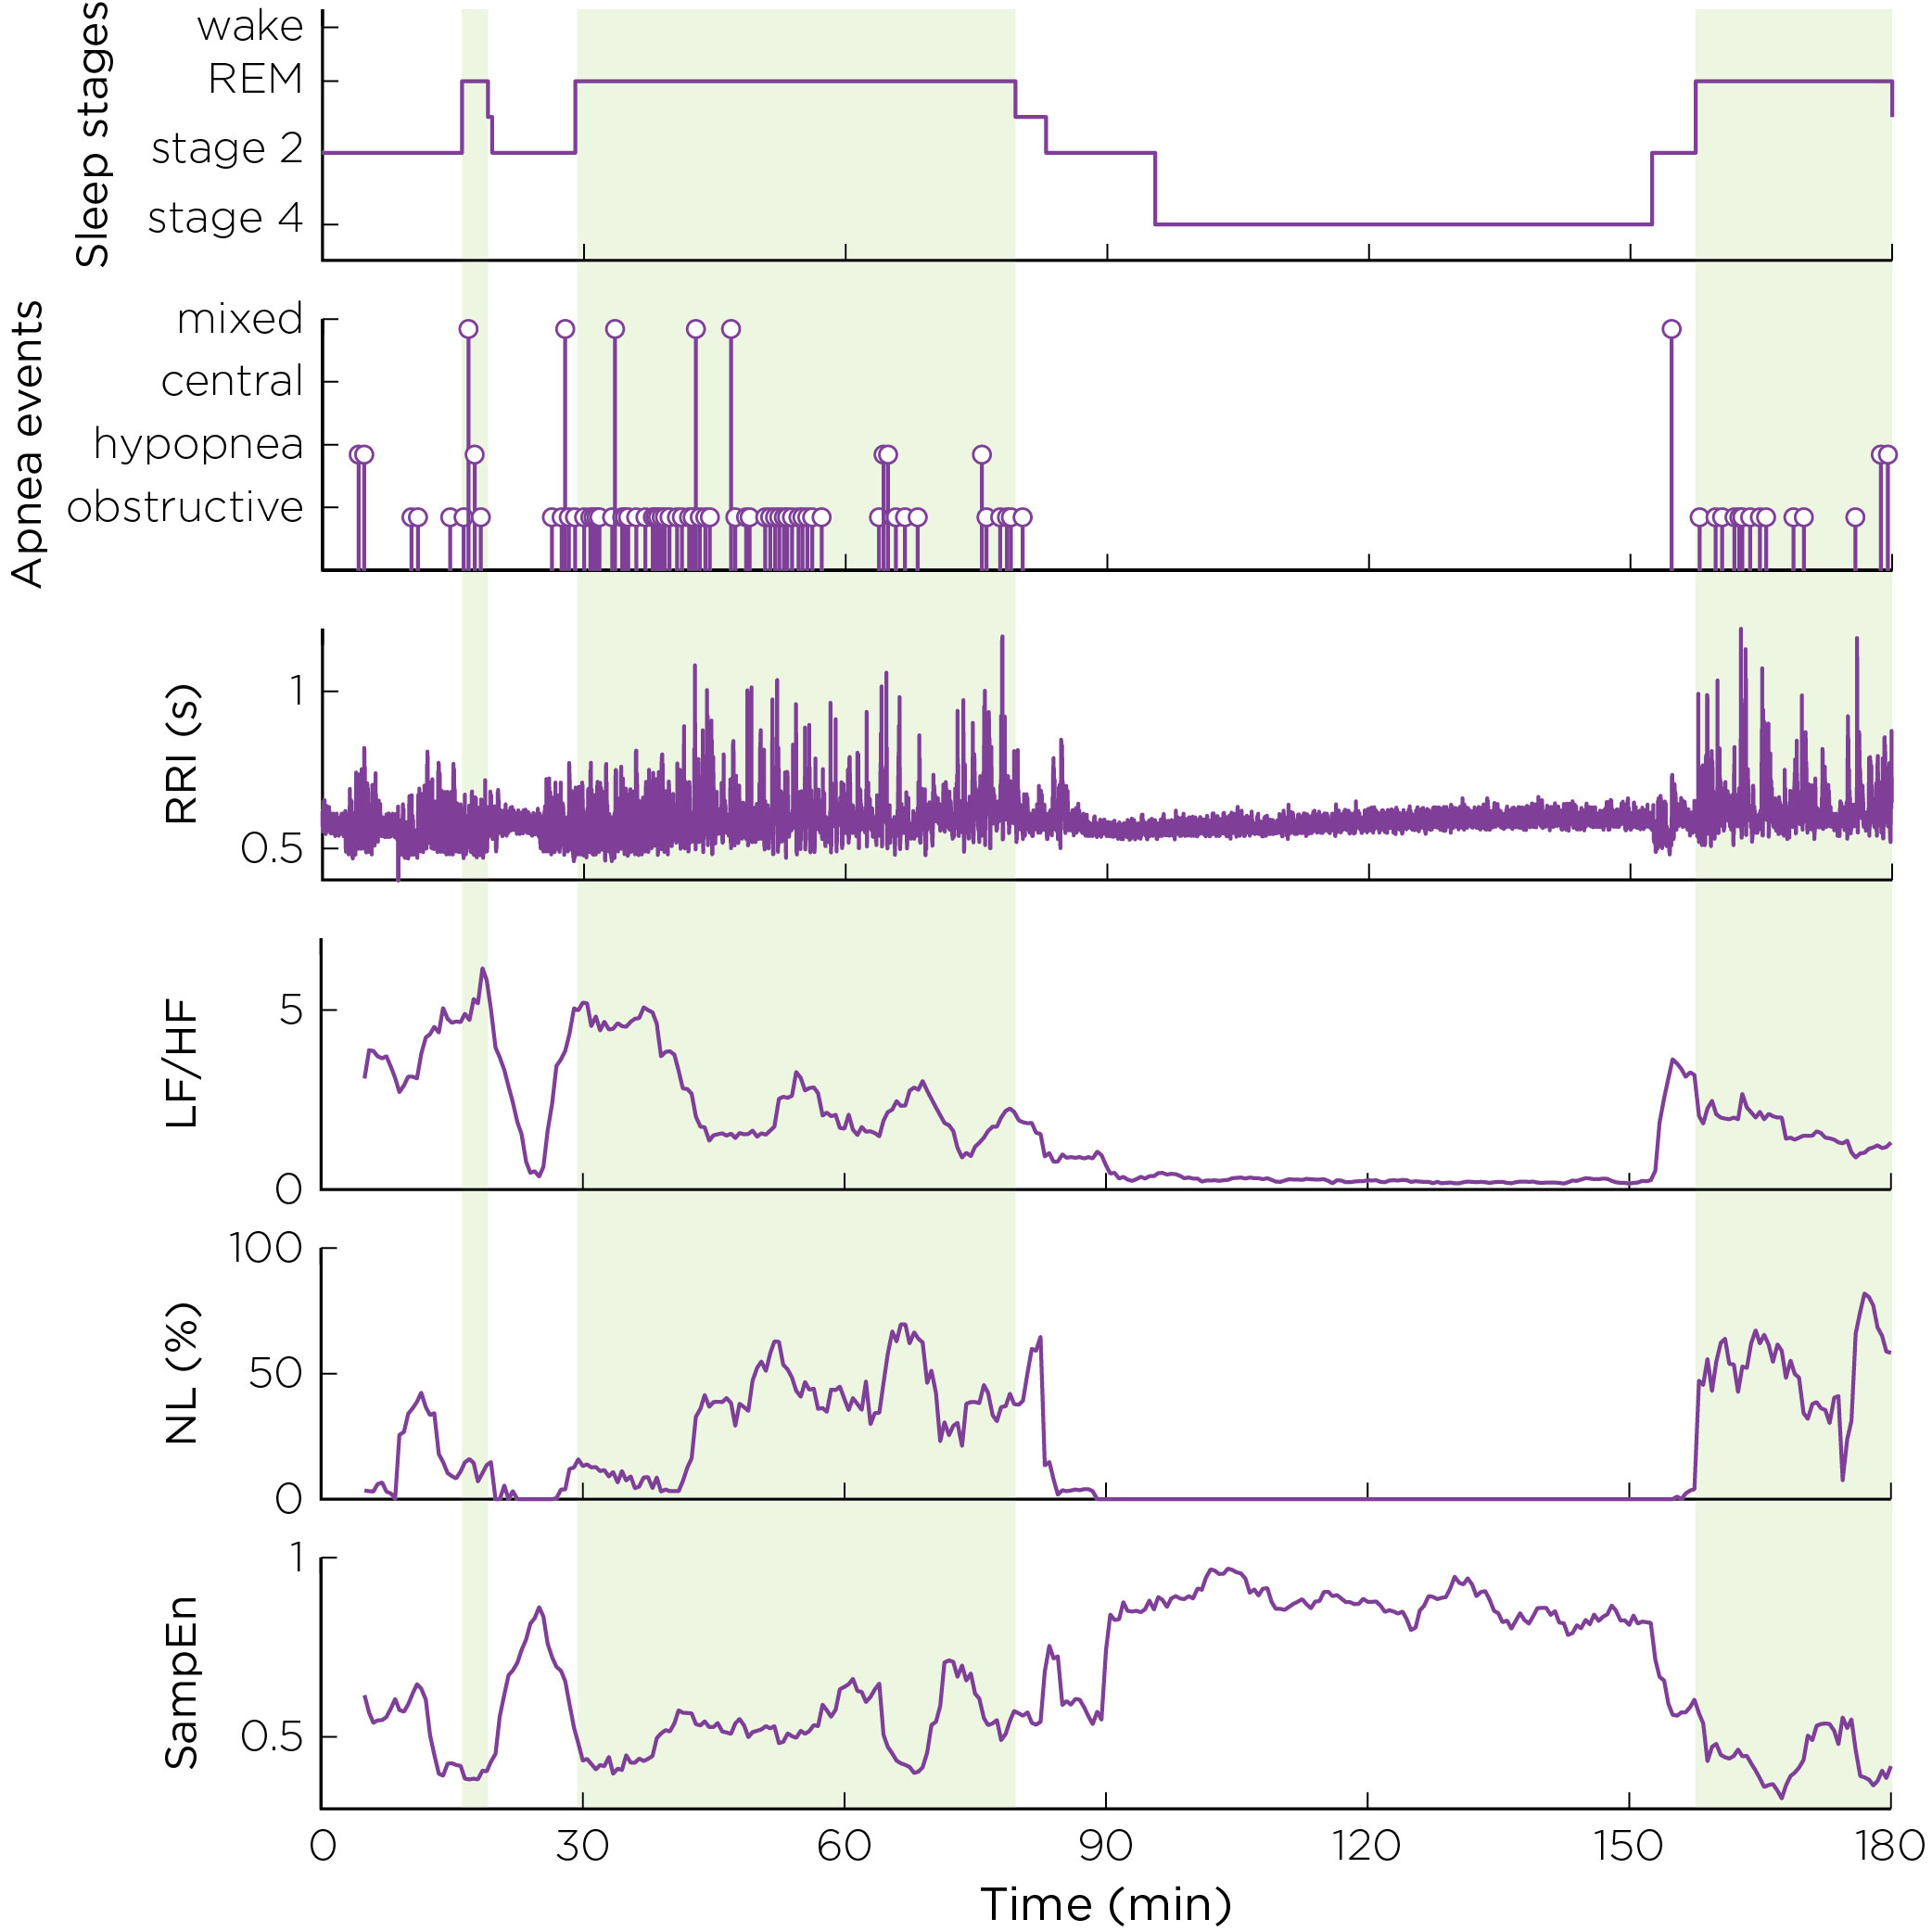 Sleep stages
wake
REM
stage 2
stage 4
Apnea events
mixed
central
hypopnea
obstructive
RRI (s)
1
0.5
LF/HF
5
0
NL (%)
100
50
0
SampEn
1
0.5
0 30 60 90 120 150 180
Time (min)